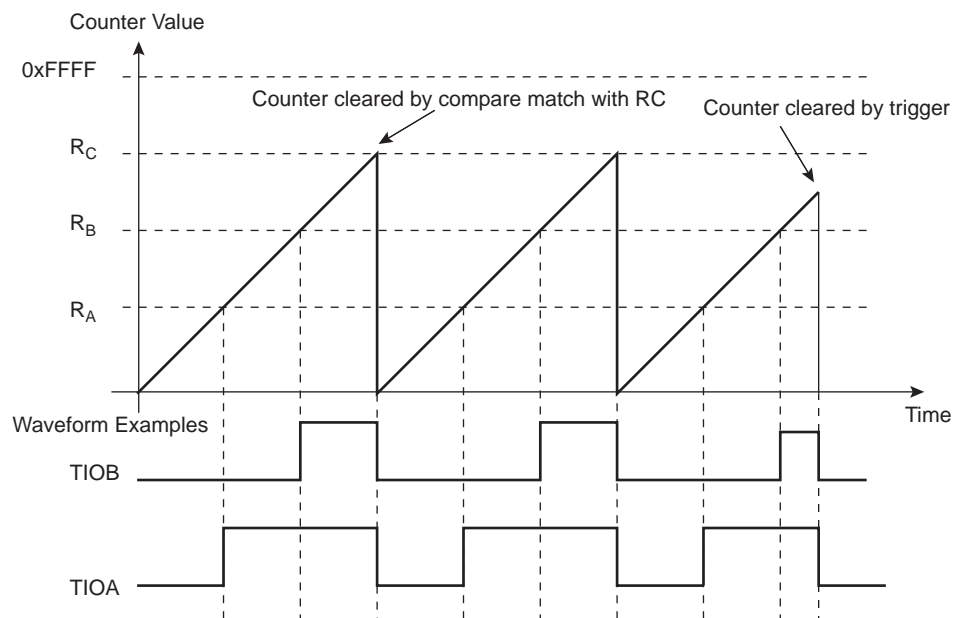 Counter Value
0xFFFF
Counter cleared by compare match with RC
Counter cleared by trigger
RC
RB
RA
Time
Waveform Examples
TIOB
TIOA